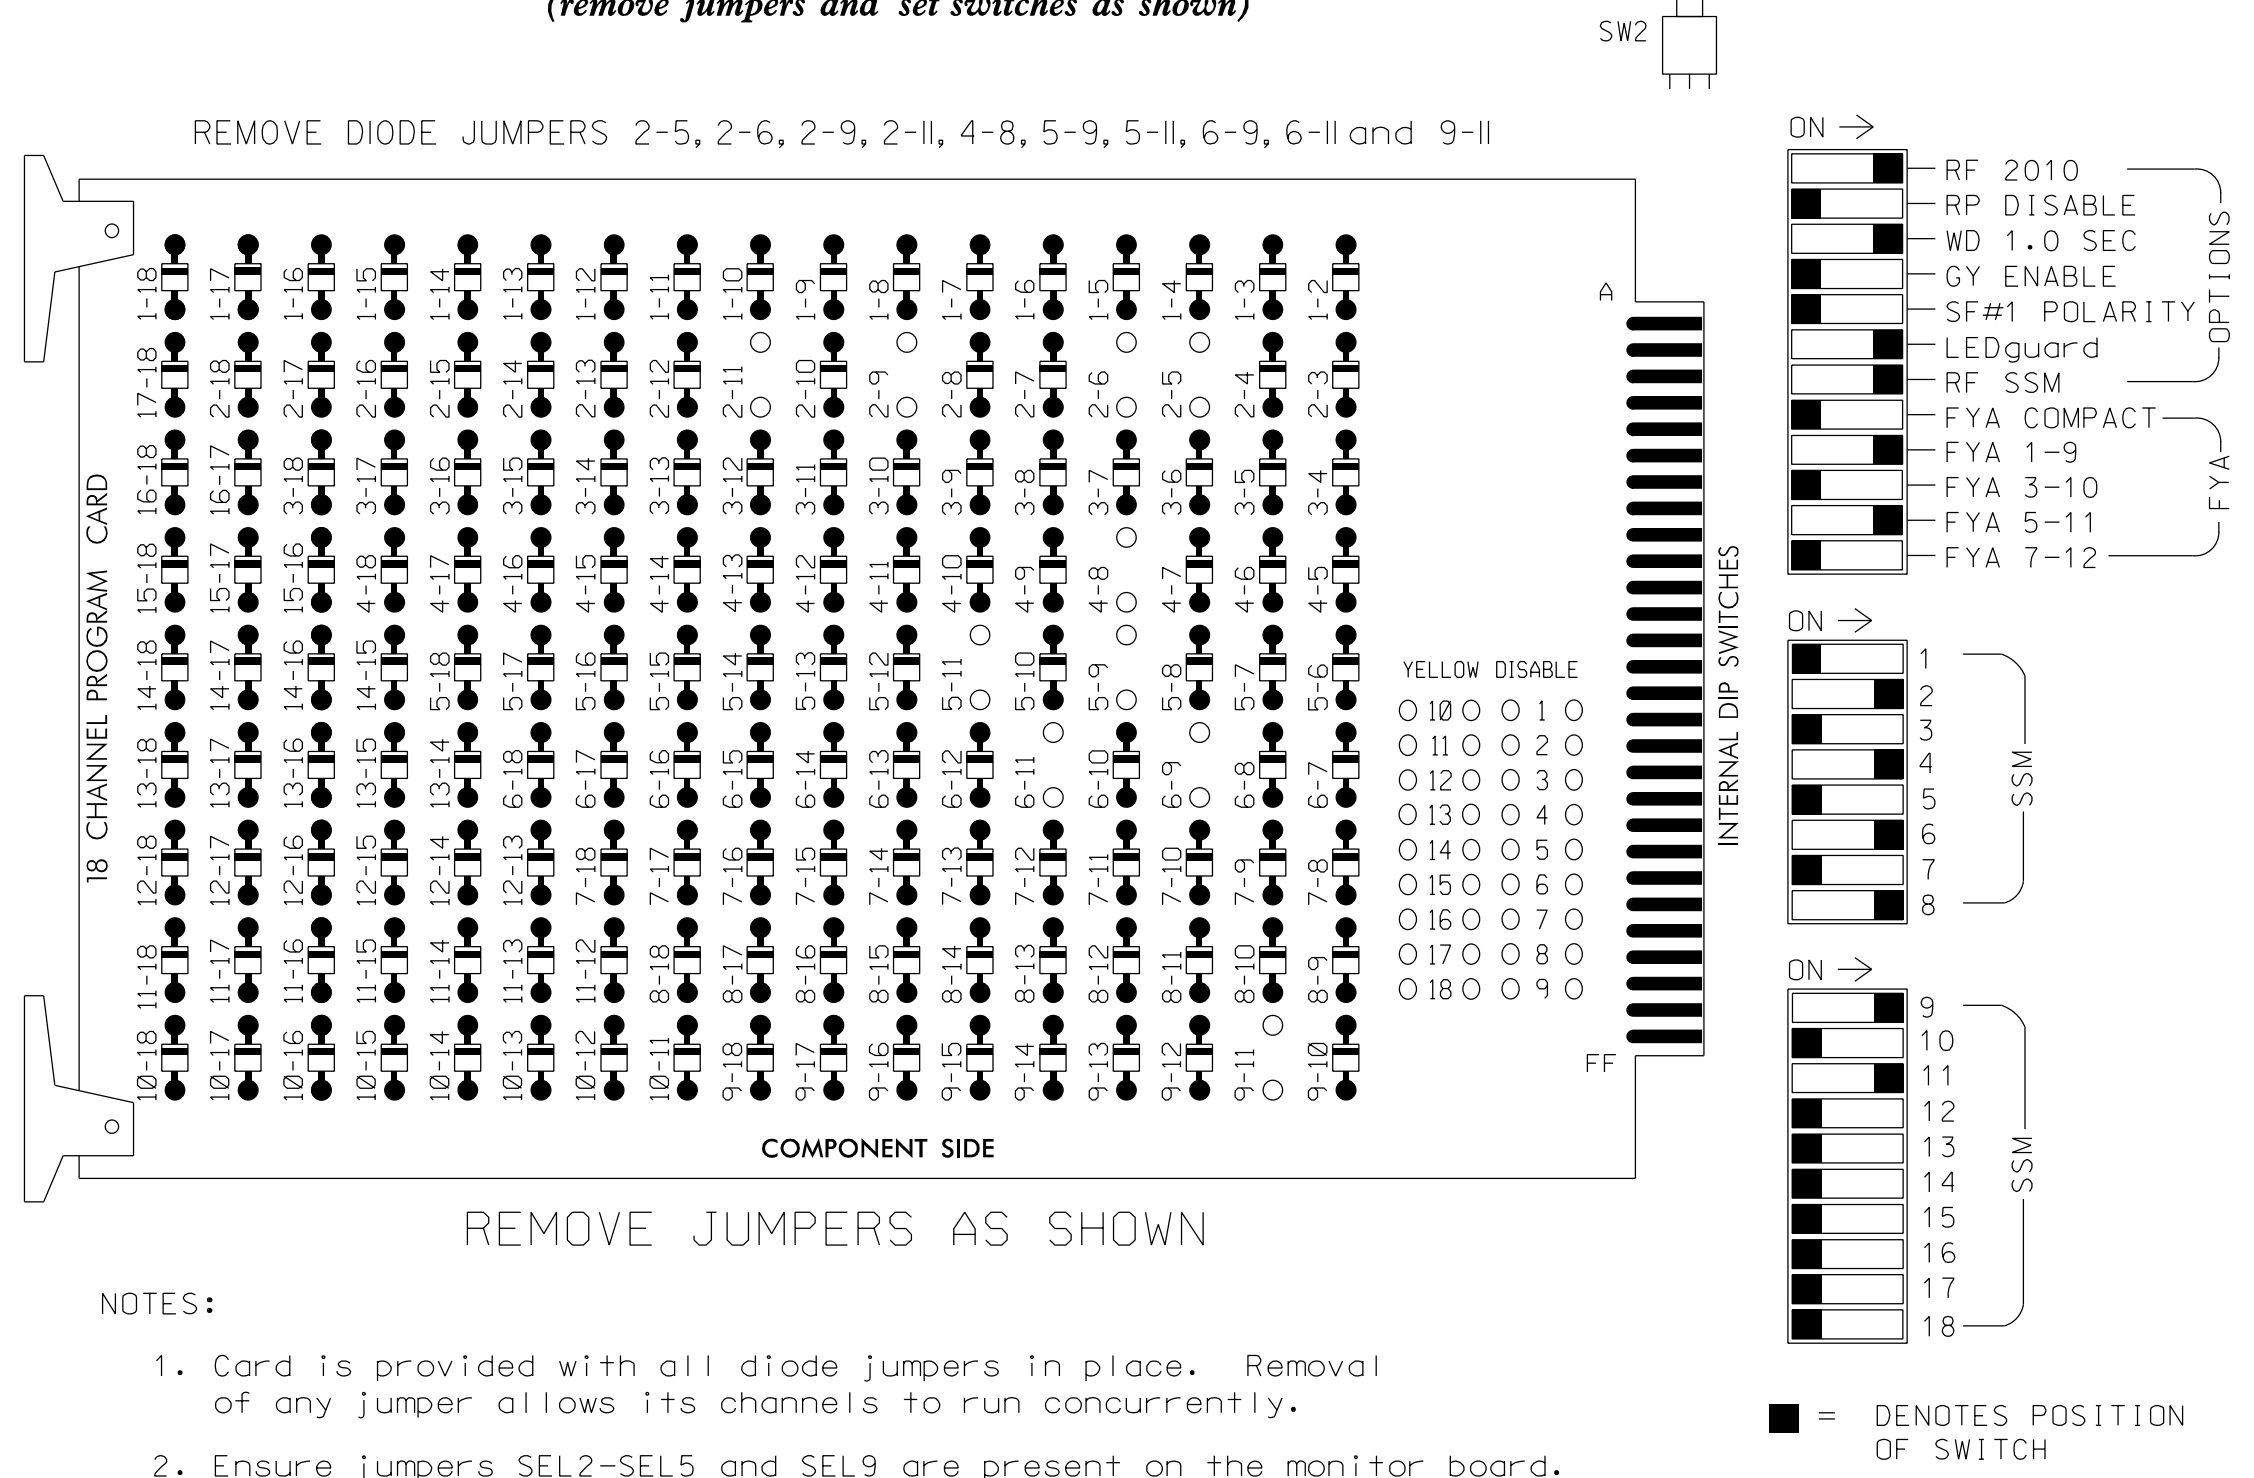 (remove jumpers and set switches as shown)
SW2
REMOVE DIODE JUMPERS 2-5, 2-6, 2-9, 2-11, 4-8, 5-9, 5-11, 6-9, 6-11 and 9-11
18 CHANNEL PROGRAM CARD
1-18 1-17 1-16 1-15 1-14 1-13 1-12 1-11 1-10 1-9 1-8 1-7 1-6 1-5 1-4 1-3 1-2
17-18 2-18 2-17 2-16 2-15 2-14 2-13 2-12 2-11 2-10 2-9 2-8 2-7 2-6 2-5 2-4 2-3
16-18 16-17 3-18 3-17 3-16 3-15 3-14 3-13 3-12 3-11 3-10 3-9 3-8 3-7 3-6 3-5 3-4
15-18 15-17 15-16 4-18 4-17 4-16 4-15 4-14 4-13 4-12 4-11 4-10 4-9 4-8 4-7 4-6 4-5
14-18 14-17 14-16 14-15 5-18 5-17 5-16 5-15 5-14 5-13 5-12 5-11 5-10 5-9 5-8 5-7 5-6
13-18 13-17 13-16 13-15 13-14 6-18 6-17 6-16 6-15 6-14 6-13 6-12 6-11 6-10 6-9 6-8 6-7
12-18 12-17 12-16 12-15 12-14 12-13 7-18 7-17 7-16 7-15 7-14 7-13 7-12 7-11 7-10 7-9 7-8
11-18 11-17 11-16 11-15 11-14 11-13 11-12 8-18 8-17 8-16 8-15 8-14 8-13 8-12 8-11 8-10 8-9
10-18 10-17 10-16 10-15 10-14 10-13 10-12 10-11 9-18 9-17 9-16 9-15 9-14 9-13 9-12 9-11 9-10
A
YELLOW DISABLE
10 1
11 2
12 3
13 4
14 5
15 6
16 7
17 8
18 9
FF
COMPONENT SIDE
INTERNAL DIP SWITCHES
ON
RF 2010
RP DISABLE
WD 1.0 SEC
GY ENABLE
SF#1 POLARITY
LEDguard
RF SSM
OPTIONS
FYA COMPACT
FYA 1-9
FYA 3-10
FYA 5-11
FYA 7-12
FYA
ON
1
2
3
4
5
6
7
8
SSM
ON
9
10
11
12
13
14
15
16
17
18
SSM
= DENOTES POSITION
OF SWITCH
REMOVE JUMPERS AS SHOWN
NOTES:
1. Card is provided with all diode jumpers in place. Removal
of any jumper allows its channels to run concurrently.
2. Ensure jumpers SEL2-SEL5 and SEL9 are present on the monitor board.